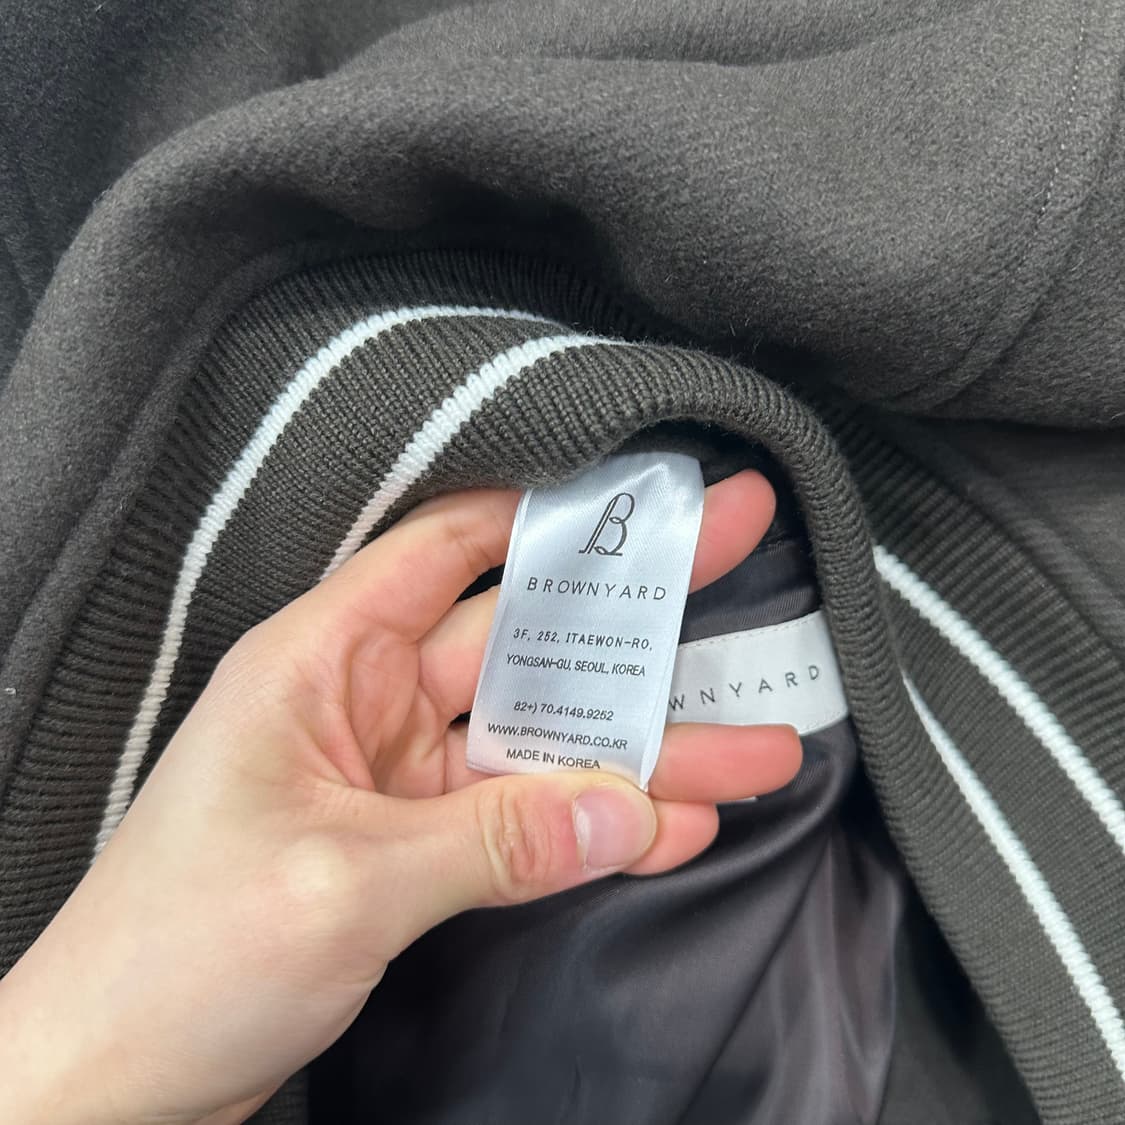 B
BROWNYARD
3F, 252, ITAEWON-RO,
YONGSAN-GU, SEOUL, KOREA
82+) 70.4149.9252
WWW.BROWNYARD.CO.KR
MADE IN KOREA
WNYARD